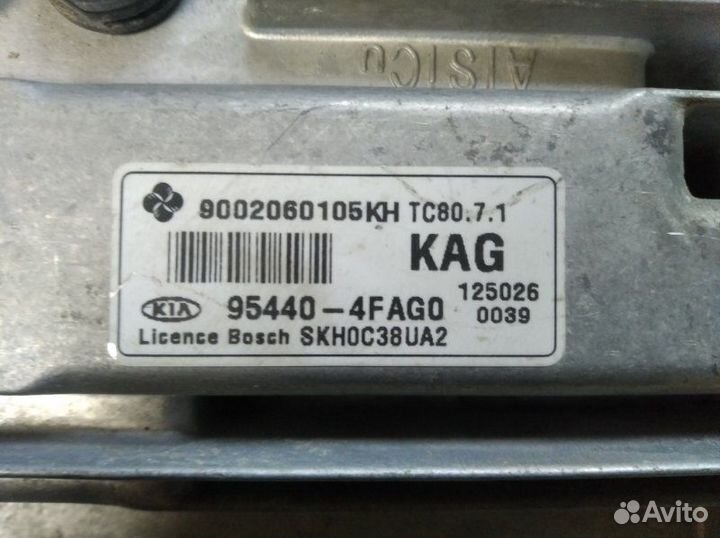 AlSiCu
9002060105KH TC80.7.1
KAG
125026
KIA 95440-4FAG0 0039
Licence Bosch SKH0C38UA2
Avito